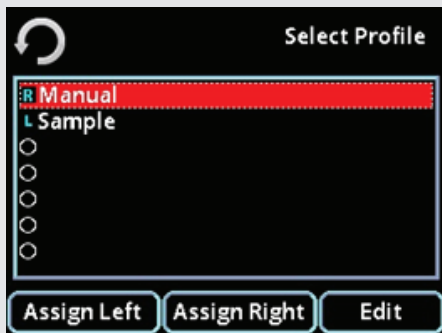 Select Profile
R Manual
L Sample
Assign Left Assign Right Edit